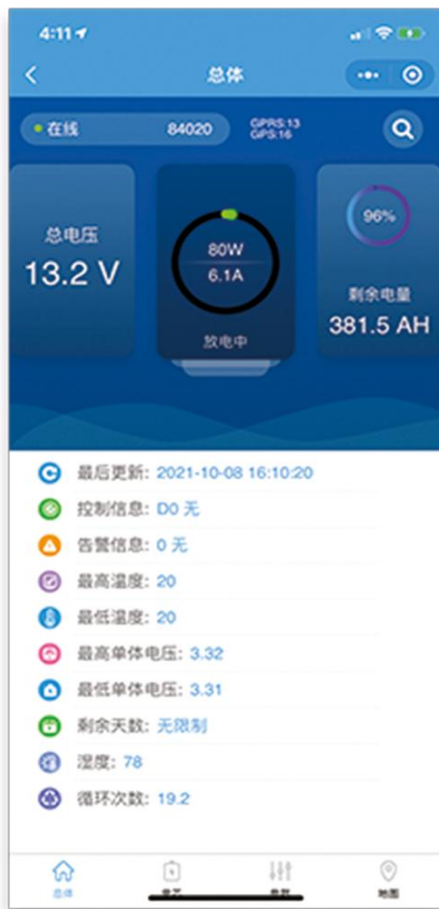 4:11
总体
在线 84020 GPRS:13
GPS:16
总电压
13.2 V
80W
6.1A
放电中
96%
剩余电量
381.5 AH
最后更新: 2021-10-08 16:10:20
控制信息: D0 无
告警信息: 0 无
最高温度: 20
最低温度: 20
最高单体电压: 3.32
最低单体电压: 3.31
剩余天数: 无限制
湿度: 78
循环次数: 19.2
总体 地图